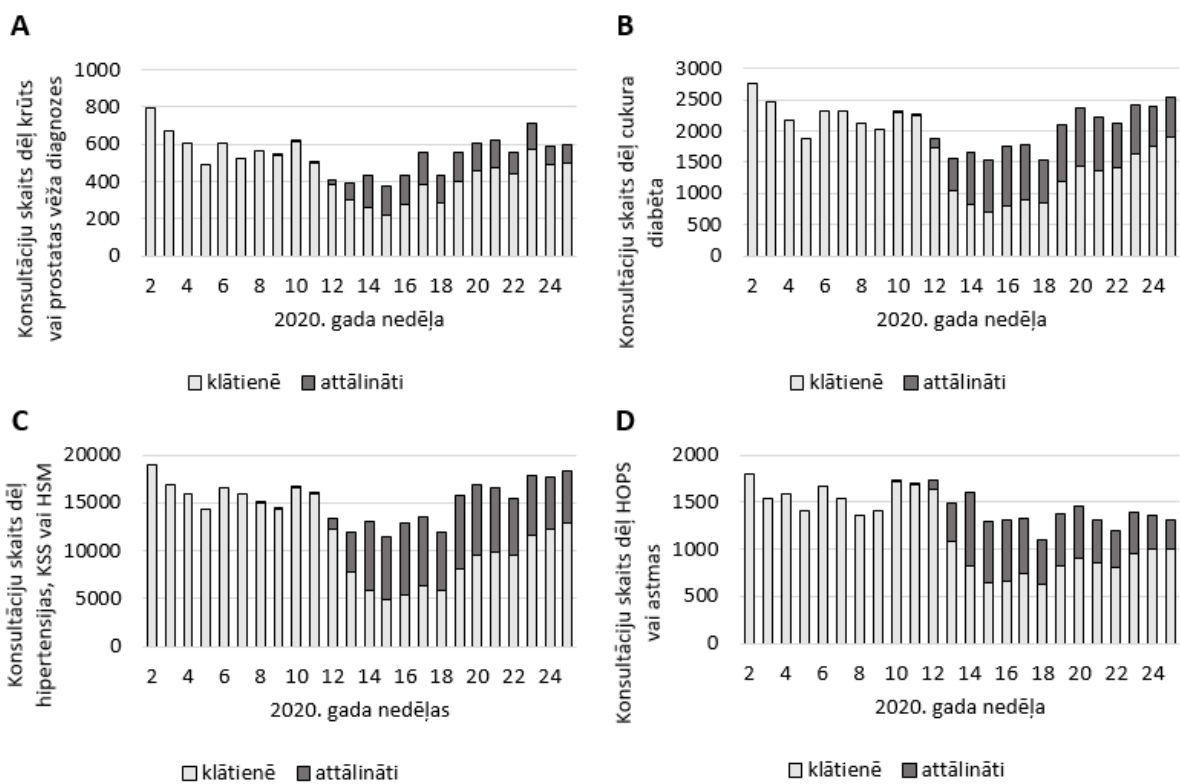 A
Konsultāciju skaits dēļ krūts
vai prostatas vēža diagnozes
1000
800
600
400
200
0
2 4 6 8 10 12 14 16 18 20 22 24
2020. gada nedēļa
klātienē attālināti
B
Konsultāciju skaits dēļ cukura
diabēta
3000
2500
2000
1500
1000
500
0
2 4 6 8 10 12 14 16 18 20 22 24
2020. gada nedēļa
klātienē attālināti
C
Konsultāciju skaits dēļ
hipertensijas, KSS vai HSM
20000
15000
10000
5000
0
2 4 6 8 10 12 14 16 18 20 22 24
2020. gada nedēļas
klātienē attālināti
D
Konsultāciju skaits dēļ HOPS
vai astmas
2000
1500
1000
500
0
2 4 6 8 10 12 14 16 18 20 22 24
2020. gada nedēļa
klātienē attālināti